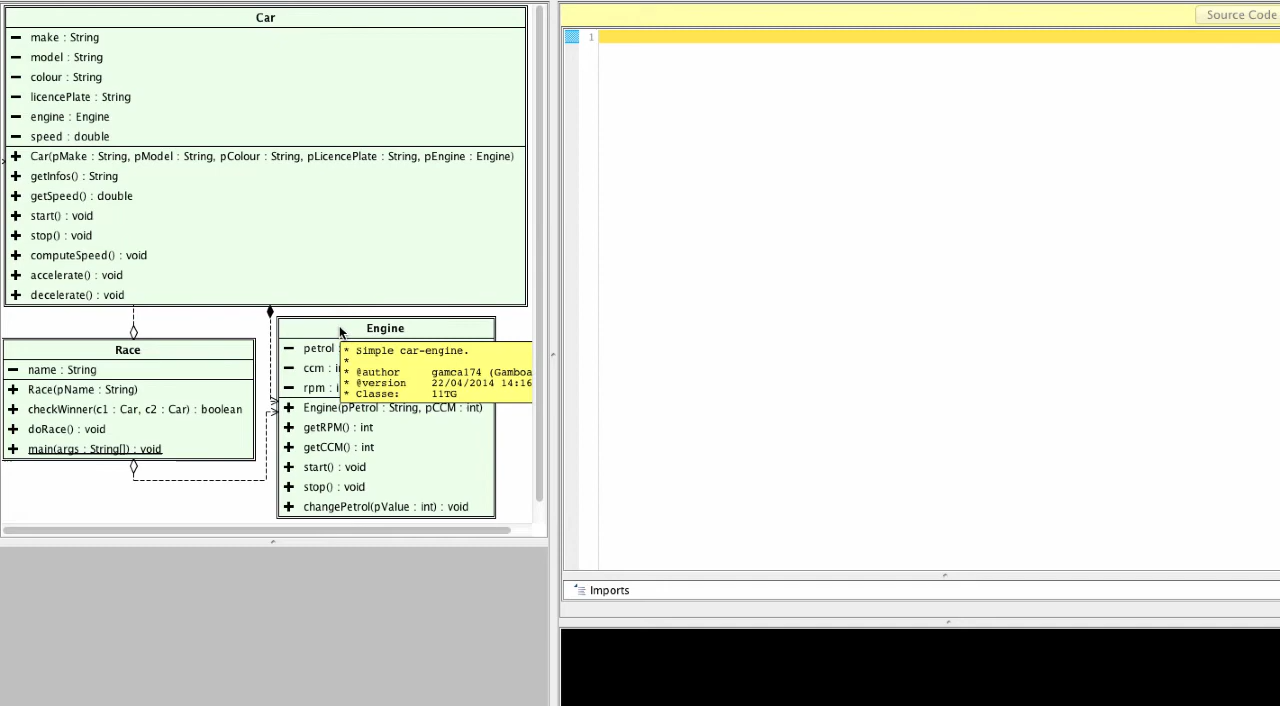 Car
make : String
model : String
colour : String
licencePlate : String
engine : Engine
speed : double
Car(pMake : String, pModel : String, pColour : String, pLicencePlate : String, pEngine : Engine)
getInfos() : String
getSpeed() : double
start() : void
stop() : void
computeSpeed() : void
accelerate() : void
decelerate() : void
Race
name : String
Race(pName : String)
checkWinner(c1 : Car, c2 : Car) : boolean
doRace() : void
main(args : String[]) : void
Engine
petrol :
ccm :
rpm :
* Simple car-engine.
*
* @author gamca174 (Gamboa
* @version 22/04/2014 14:16
* Classe: 11TG
Engine(pPetrol : String, pCCM : int)
getRPM() : int
getCCM() : int
start() : void
stop() : void
changePetrol(pValue : int) : void
Source Code
1
Imports